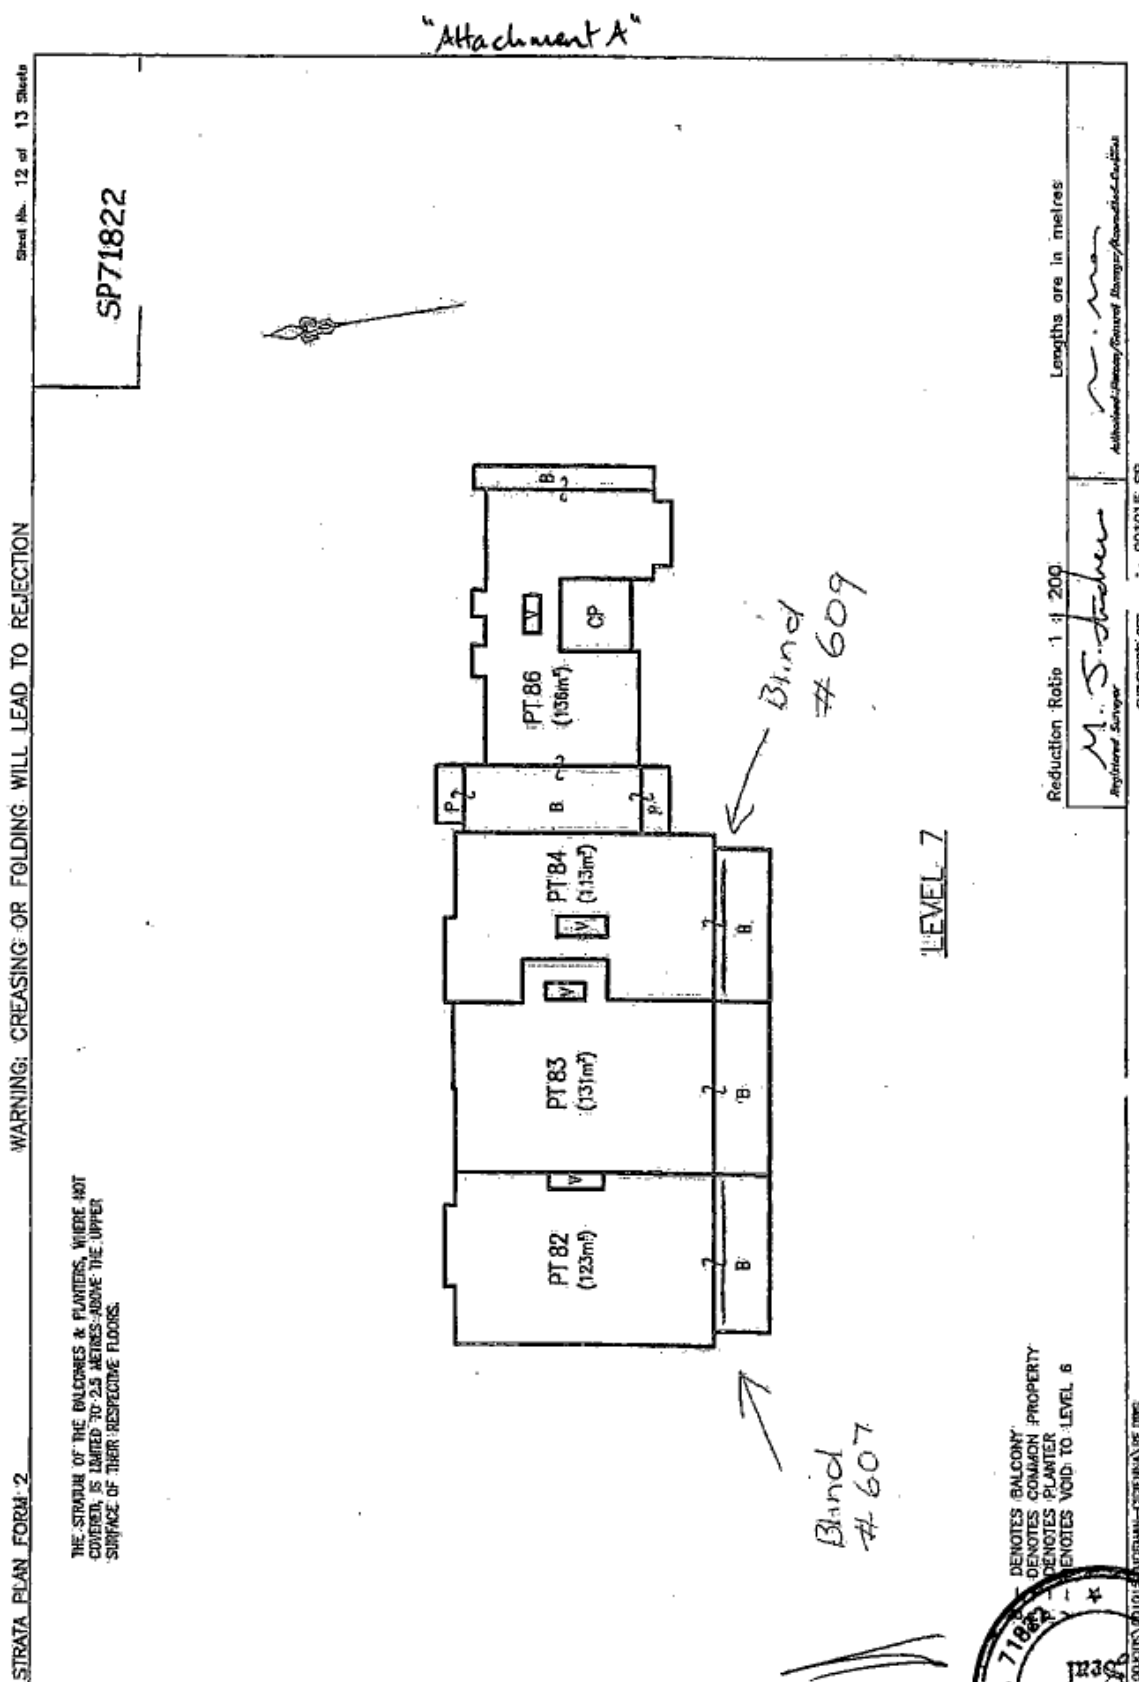 "Attachment A"
STRATA PLAN FORM 2
WARNING: CREASING OR FOLDING WILL LEAD TO REJECTION
Sheet No. 12 of 13 Sheets
SP71822
THE STRATUM OF THE BALCONIES & PLANTERS, WHERE NOT
COVERED, IS LIMITED TO 2.5 METRES ABOVE THE UPPER
SURFACE OF THEIR RESPECTIVE FLOORS.
B
V
CP
PT 86
(136m²)
P
B
P
PT 84
(113m²)
V
B
V
PT 83
(131m²)
B
V
PT 82
(123m²)
B
Blind
# 609
Blind
# 607
LEVEL 7
DENOTES BALCONY
DENOTES COMMON PROPERTY
DENOTES PLANTER
DENOTES VOID TO LEVEL 6
Reduction Ratio 1 : 200
Lengths are in metres
Registered Surveyor
71822
Seal